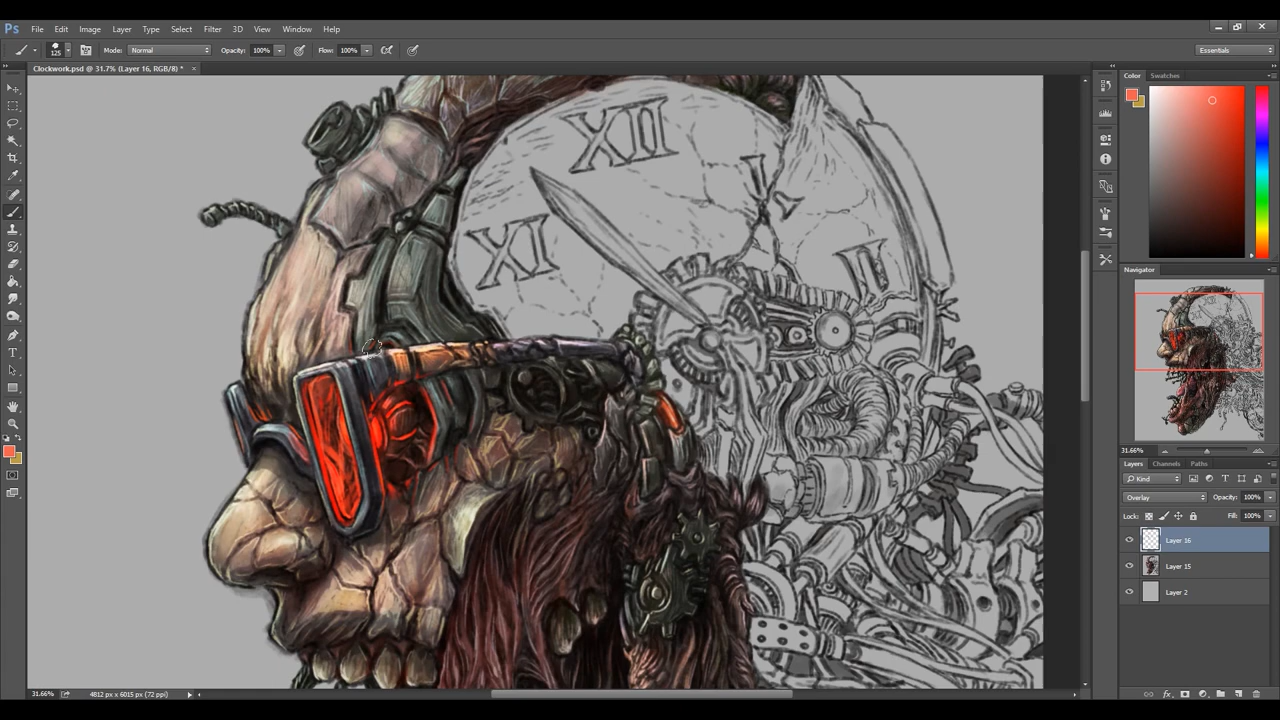 Ps File Edit Image Layer Type Select Filter 3D View Window Help
125 Mode: Normal Opacity: 100% Flow: 100% Essentials
Clockwork.psd @ 31.7% (Layer 16, RGB/8) * ×
Color Swatches
XII
I
XI
II
Navigator
31.66%
Layers Channels Paths
Kind
Overlay Opacity: 100%
Lock: Fill: 100%
Layer 16
Layer 15
Layer 2
31.66% 4812 px x 6015 px (72 ppi)